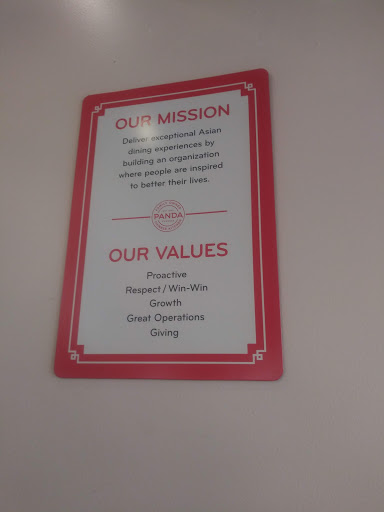 OUR MISSION
Deliver exceptional Asian
dining experiences by
building an organization
where people are inspired
to better their lives.
PANDA
OUR VALUES
Proactive
Respect / Win-Win
Growth
Great Operations
Giving